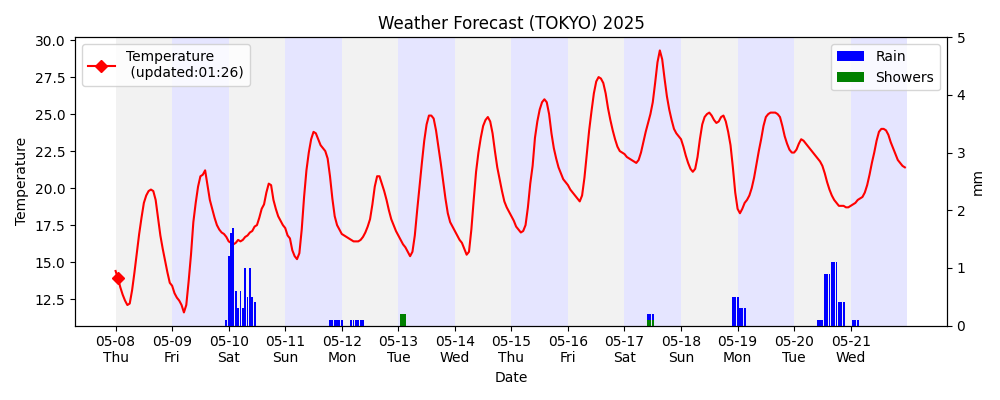 Weather Forecast (TOKYO) 2025
Temperature
(updated:01:26)
Rain
Showers
30.0
27.5
25.0
22.5
20.0
17.5
15.0
12.5
Temperature
5
4
3
2
1
0
mm
05-08 05-09 05-10 05-11 05-12 05-13 05-14 05-15 05-16 05-17 05-18 05-19 05-20 05-21
Thu Fri Sat Sun Mon Tue Wed Thu Fri Sat Sun Mon Tue Wed
Date